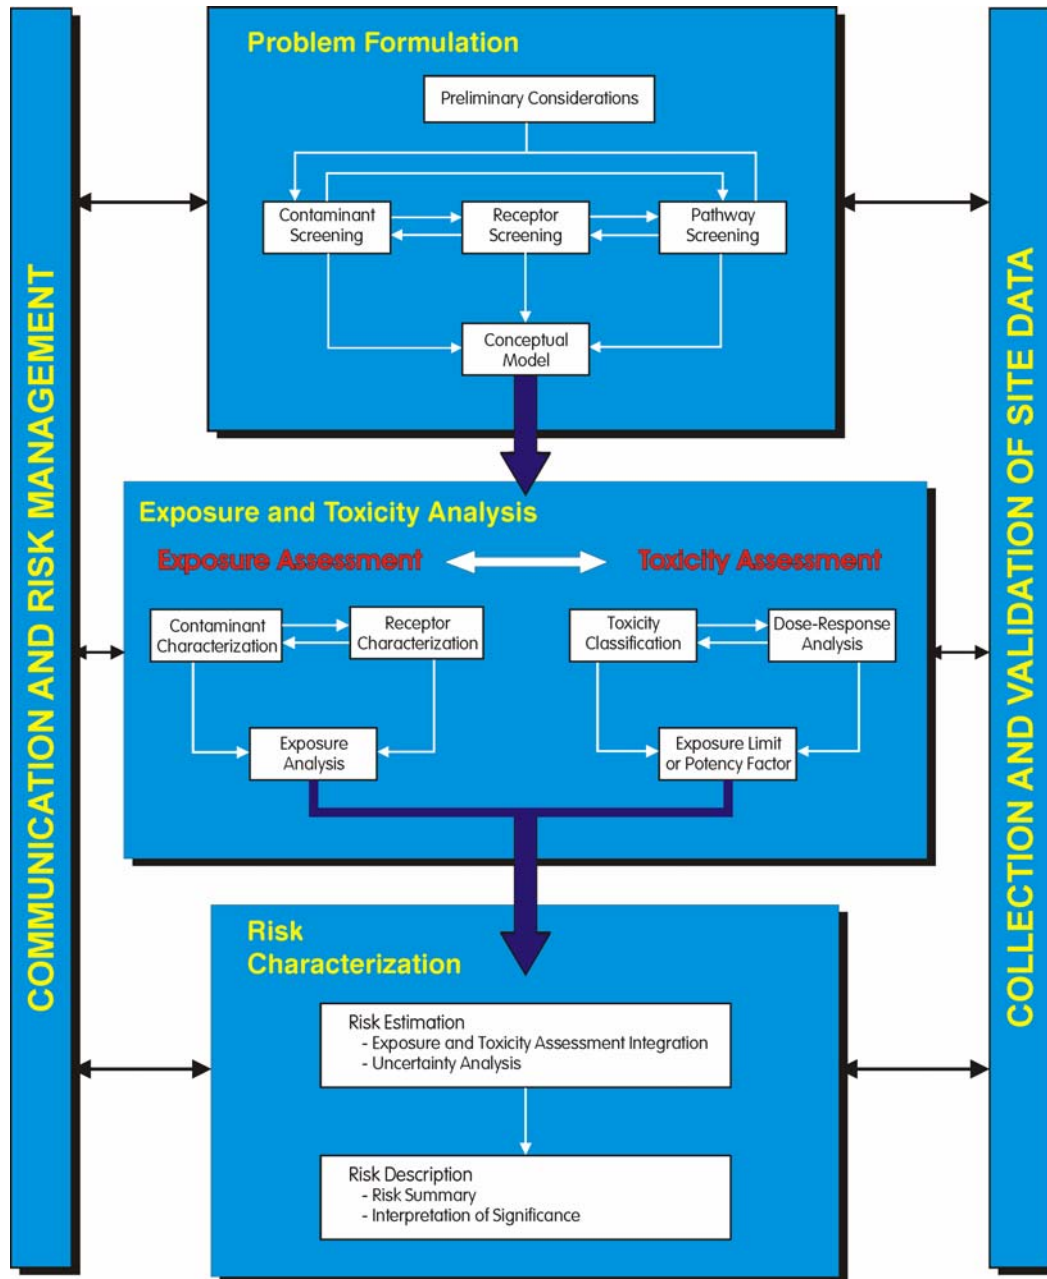 COMMUNICATION AND RISK MANAGEMENT
Problem Formulation
Preliminary Considerations
Contaminant
Screening
Receptor
Screening
Pathway
Screening
Conceptual
Model
Exposure and Toxicity Analysis
Exposure Assessment
Toxicity Assessment
Contaminant
Characterization
Receptor
Characterization
Toxicity
Classification
Dose-Response
Analysis
Exposure
Analysis
Exposure Limit
or Potency Factor
Risk
Characterization
Risk Estimation
- Exposure and Toxicity Assessment Integration
- Uncertainty Analysis
Risk Description
- Risk Summary
- Interpretation of Significance
COLLECTION AND VALIDATION OF SITE DATA